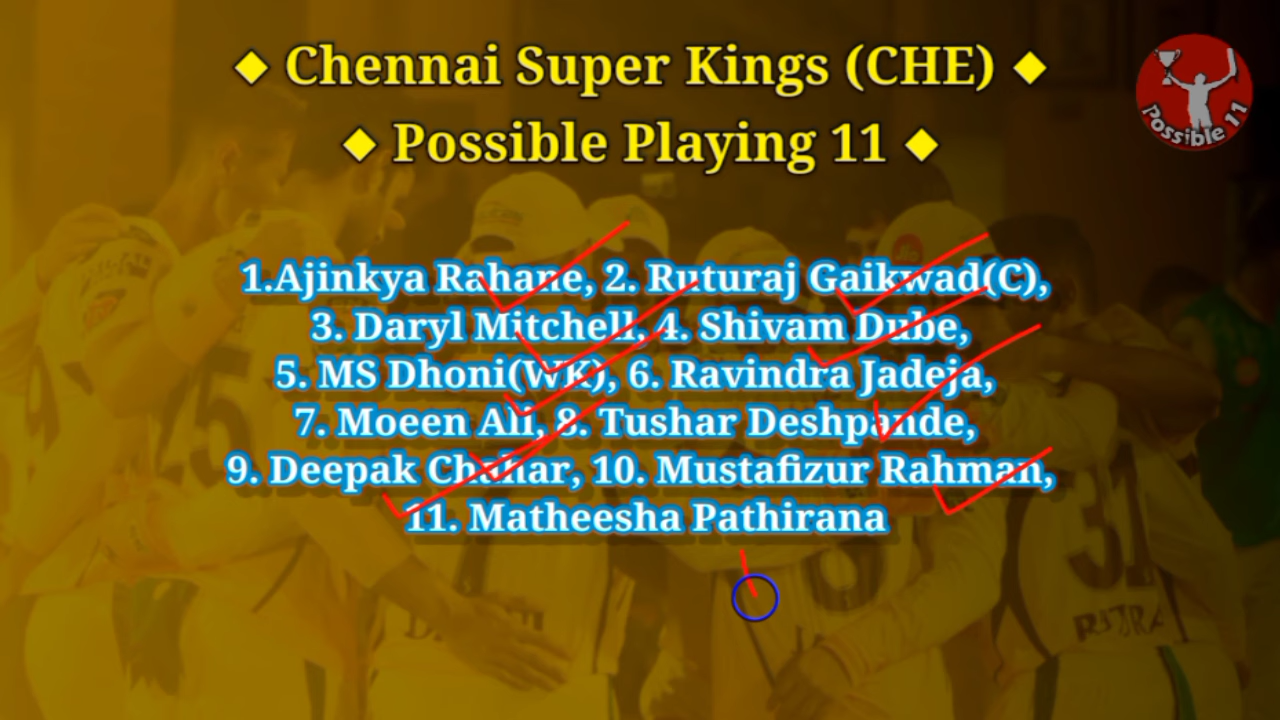 ◆ Chennai Super Kings (CHE) ◆
◆ Possible Playing 11 ◆
Possible 11
1.Ajinkya Rahane, 2. Ruturaj Gaikwad(C),
3. Daryl Mitchell, 4. Shivam Dube,
5. MS Dhoni(WK), 6. Ravindra Jadeja,
7. Moeen Ali, 8. Tushar Deshpande,
9. Deepak Chahar, 10. Mustafizur Rahman,
11. Matheesha Pathirana
31